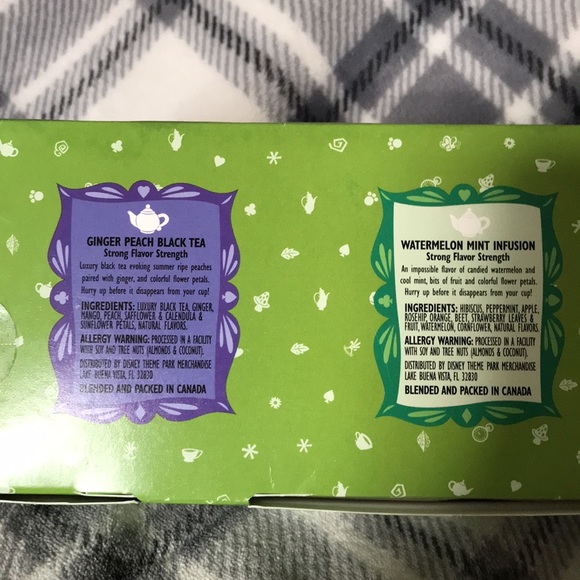 GINGER PEACH BLACK TEA
Strong Flavor Strength
Luxury black tea evoking summer ripe peaches
paired with ginger, and colorful flower petals.
Hurry up before it disappears from your cup!
INGREDIENTS: LUXURY BLACK TEA, GINGER,
MANGO, PEACH, SAFFLOWER & CALENDULA &
SUNFLOWER PETALS, NATURAL FLAVORS.
ALLERGY WARNING: PROCESSED IN A FACILITY
WITH SOY AND TREE NUTS (ALMONDS & COCONUT).
DISTRIBUTED BY DISNEY THEME PARK MERCHANDISE
LAKE BUENA VISTA, FL 32830
BLENDED AND PACKED IN CANADA
WATERMELON MINT INFUSION
Strong Flavor Strength
An impossible flavor of candied watermelon and
cool mint, bits of fruit and colorful flower petals.
Hurry up before it disappears from your cup!
INGREDIENTS: HIBISCUS, PEPPERMINT, APPLE,
ROSEHIP, ORANGE, BEET, STRAWBERRY LEAVES &
FRUIT, WATERMELON, CORNFLOWER, NATURAL FLAVORS.
ALLERGY WARNING: PROCESSED IN A FACILITY
WITH SOY AND TREE NUTS (ALMONDS & COCONUT).
DISTRIBUTED BY DISNEY THEME PARK MERCHANDISE
LAKE BUENA VISTA, FL 32830
BLENDED AND PACKED IN CANADA